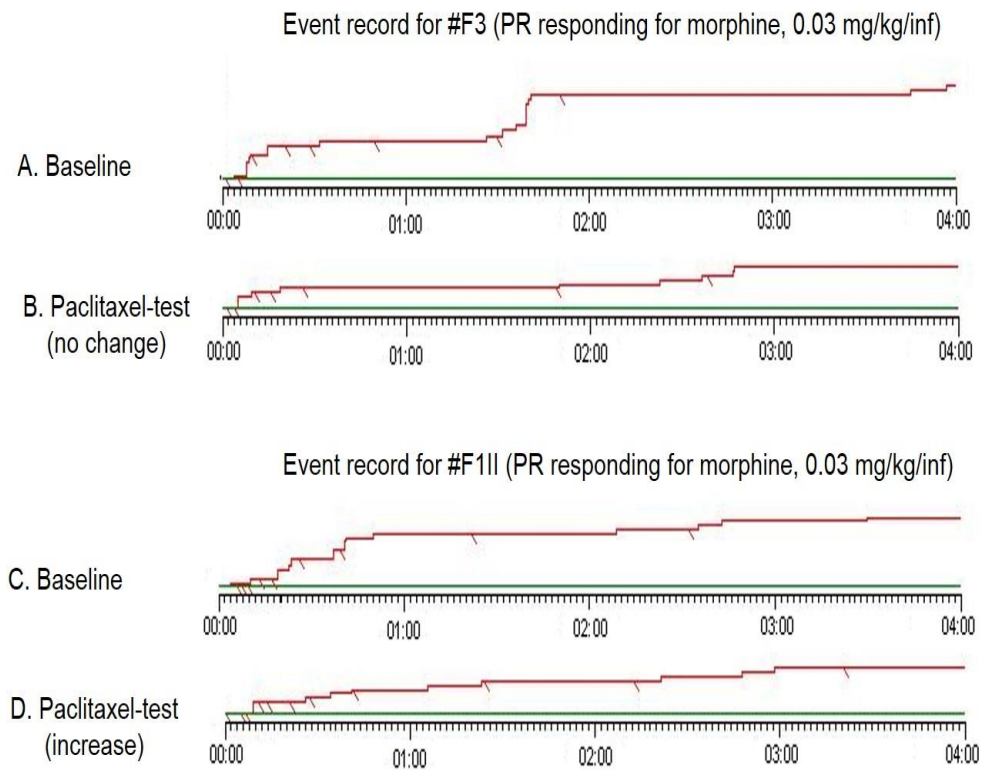 Event record for #F3 (PR responding for morphine, 0.03 mg/kg/inf)
A. Baseline
00:00 01:00 02:00 03:00 04:00
B. Paclitaxel-test
(no change)
00:00 01:00 02:00 03:00 04:00
Event record for #F1II (PR responding for morphine, 0.03 mg/kg/inf)
C. Baseline
00:00 01:00 02:00 03:00 04:00
D. Paclitaxel-test
(increase)
00:00 01:00 02:00 03:00 04:00